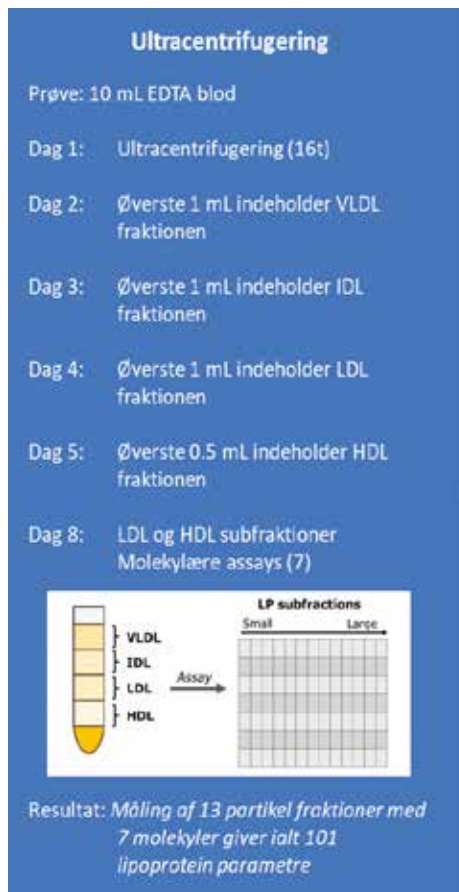 Ultracentrifugering
Prøve: 10 mL EDTA blod
Dag 1: Ultracentrifugering (16t)
Dag 2: Øverste 1 mL indeholder VLDL
fraktionen
Dag 3: Øverste 1 mL indeholder IDL
fraktionen
Dag 4: Øverste 1 mL indeholder LDL
fraktionen
Dag 5: Øverste 0.5 mL indeholder HDL
fraktionen
Dag 8: LDL og HDL subfraktioner
Molekylære assays (7)
LP subfractions
Small Large
VLDL
IDL
LDL
HDL
Assay
Resultat: Måling af 13 partikel fraktioner med
7 molekyler giver ialt 101
lipoprotein parametre